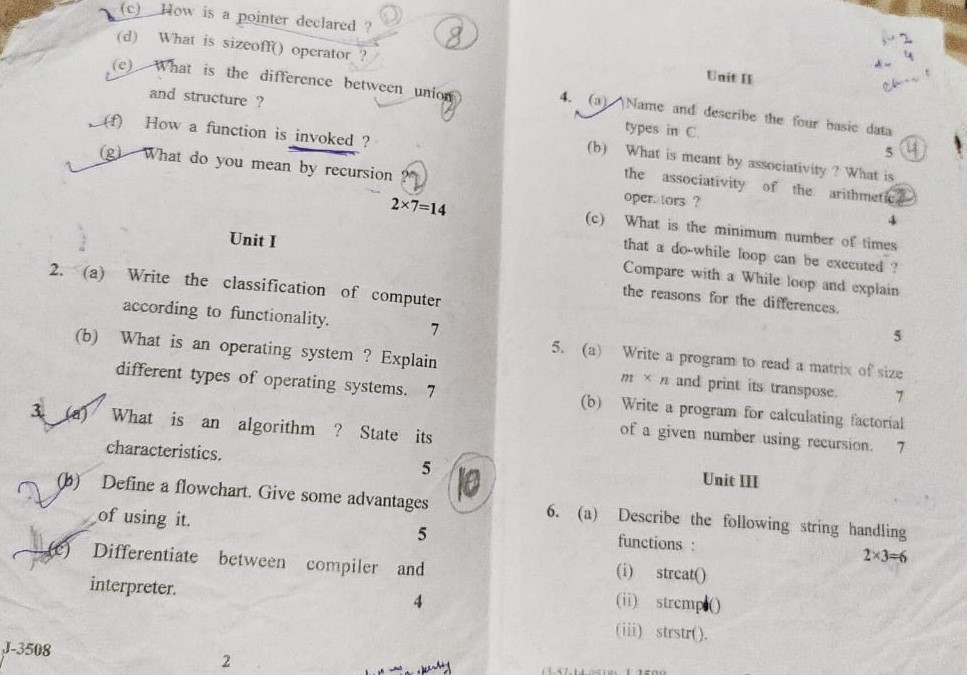 (c) How is a pointer declared ?
8
(d) What is sizeoff() operator ?
(e) What is the difference between union
and structure ?
(f) How a function is invoked ?
(g) What do you mean by recursion ?
2×7=14
Unit I
2. (a) Write the classification of computer
according to functionality. 7
(b) What is an operating system ? Explain
different types of operating systems. 7
3. (a) What is an algorithm ? State its
characteristics. 5
10
(b) Define a flowchart. Give some advantages
of using it. 5
(c) Differentiate between compiler and
interpreter. 4
J-3508
2
Unit II
4. (a) Name and describe the four basic data
types in C. 5
4
(b) What is meant by associativity ? What is
the associativity of the arithmetic
oper. tors ? 4
(c) What is the minimum number of times
that a do-while loop can be executed ?
Compare with a While loop and explain
the reasons for the differences.
5
5. (a) Write a program to read a matrix of size
m × n and print its transpose. 7
(b) Write a program for calculating factorial
of a given number using recursion. 7
Unit III
6. (a) Describe the following string handling
functions : 2×3=6
(i) strcat()
(ii) strcmp()
(iii) strstr().